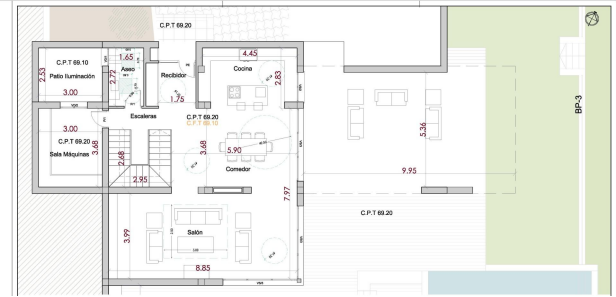 C.P.T 69.20
C.P.T 69.10
Patio Iluminación
2.53
3.00
1.65
Aseo
2.72
Recibidor
1.75
4.45
Cocina
2.83
Escaleras
C.P.T 69.20
C.P.T 69.10
3.00
C.P.T 69.20
Sala Máquinas
3.68
2.68
2.95
3.68
5.90
Comedor
7.97
5.36
9.95
C.P.T 69.20
3.99
Salón
8.85
BP-3